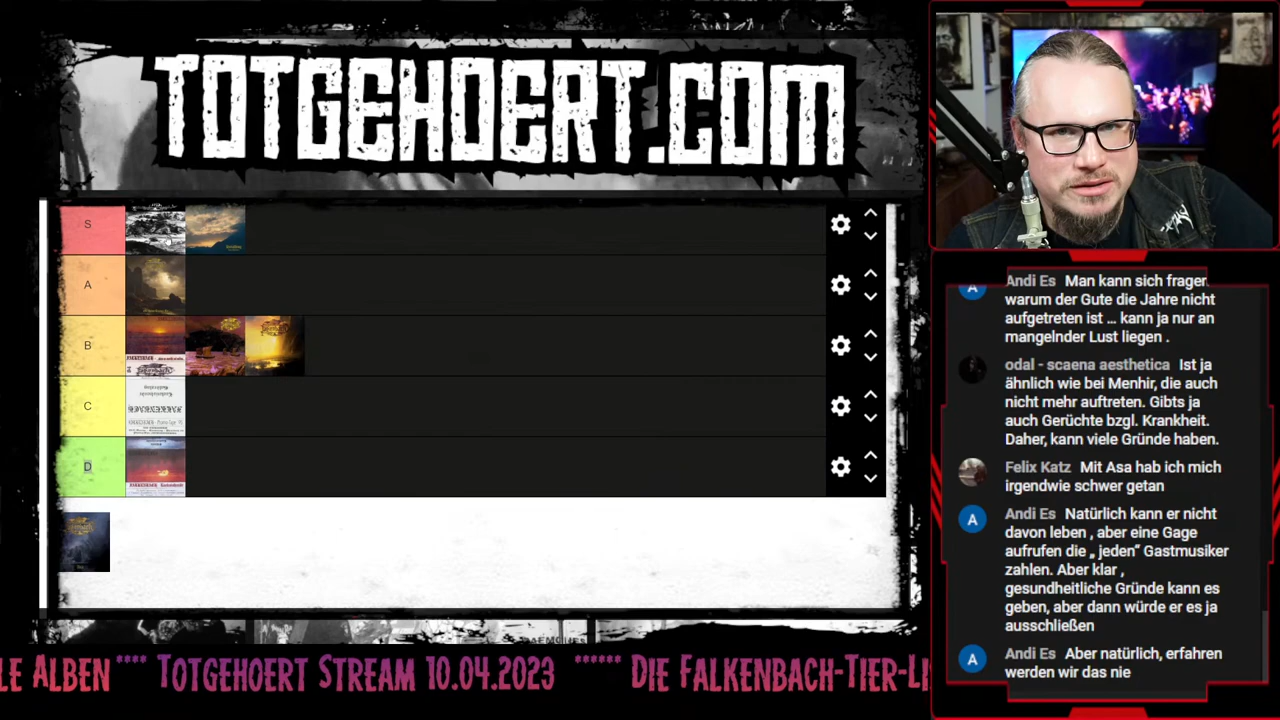 TOTGEHOERT.COM
S
A
B
C
D
Andi Es Man kann sich fragen
warum der Gute die Jahre nicht
aufgetreten ist ... kann ja nur an
mangelnder Lust liegen .
odal - scaena aesthetica Ist ja
ähnlich wie bei Menhir, die auch
nicht mehr auftreten. Gibts ja
auch Gerüchte bzgl. Krankheit.
Daher, kann viele Gründe haben.
Felix Katz Mit Asa hab ich mich
irgendwie schwer getan
A Andi Es Natürlich kann er nicht
davon leben , aber eine Gage
aufrufen die „ jeden“ Gastmusiker
zahlen. Aber klar ,
gesundheitliche Gründe kann es
geben, aber dann würde er es ja
ausschließen
A Andi Es Aber natürlich, erfahren
werden wir das nie
LE ALBEN **** TOTGEHOERT STREAM 10.04.2023 ****** DIE FALKENBACH-TIER-LI